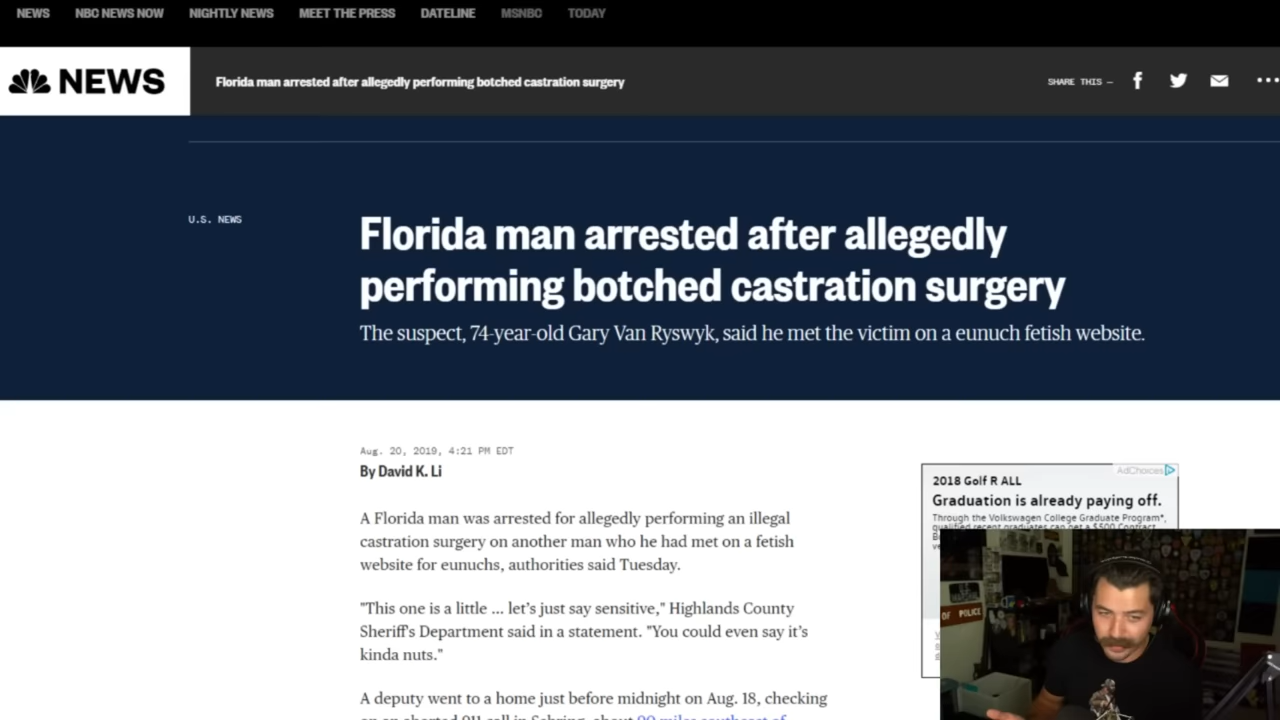 NEWS NBC NEWS NOW NIGHTLY NEWS MEET THE PRESS DATELINE MSNBC TODAY
NEWS Florida man arrested after allegedly performing botched castration surgery SHARE THIS —
U.S. NEWS
Florida man arrested after allegedly
performing botched castration surgery
The suspect, 74-year-old Gary Van Ryswyk, said he met the victim on a eunuch fetish website.
Aug. 20, 2019, 4:21 PM EDT
By David K. Li
A Florida man was arrested for allegedly performing an illegal
castration surgery on another man who he had met on a fetish
website for eunuchs, authorities said Tuesday.
"This one is a little ... let's just say sensitive," Highlands County
Sheriff's Department said in a statement. "You could even say it's
kinda nuts."
A deputy went to a home just before midnight on Aug. 18, checking
on an aborted 911 call in Sebring, about 90 miles southeast of
AdChoices
2018 Golf R ALL
Graduation is already paying off.
Through the Volkswagen College Graduate Program*,
qualified recent graduates can get a $500 Contract
OF POLICE